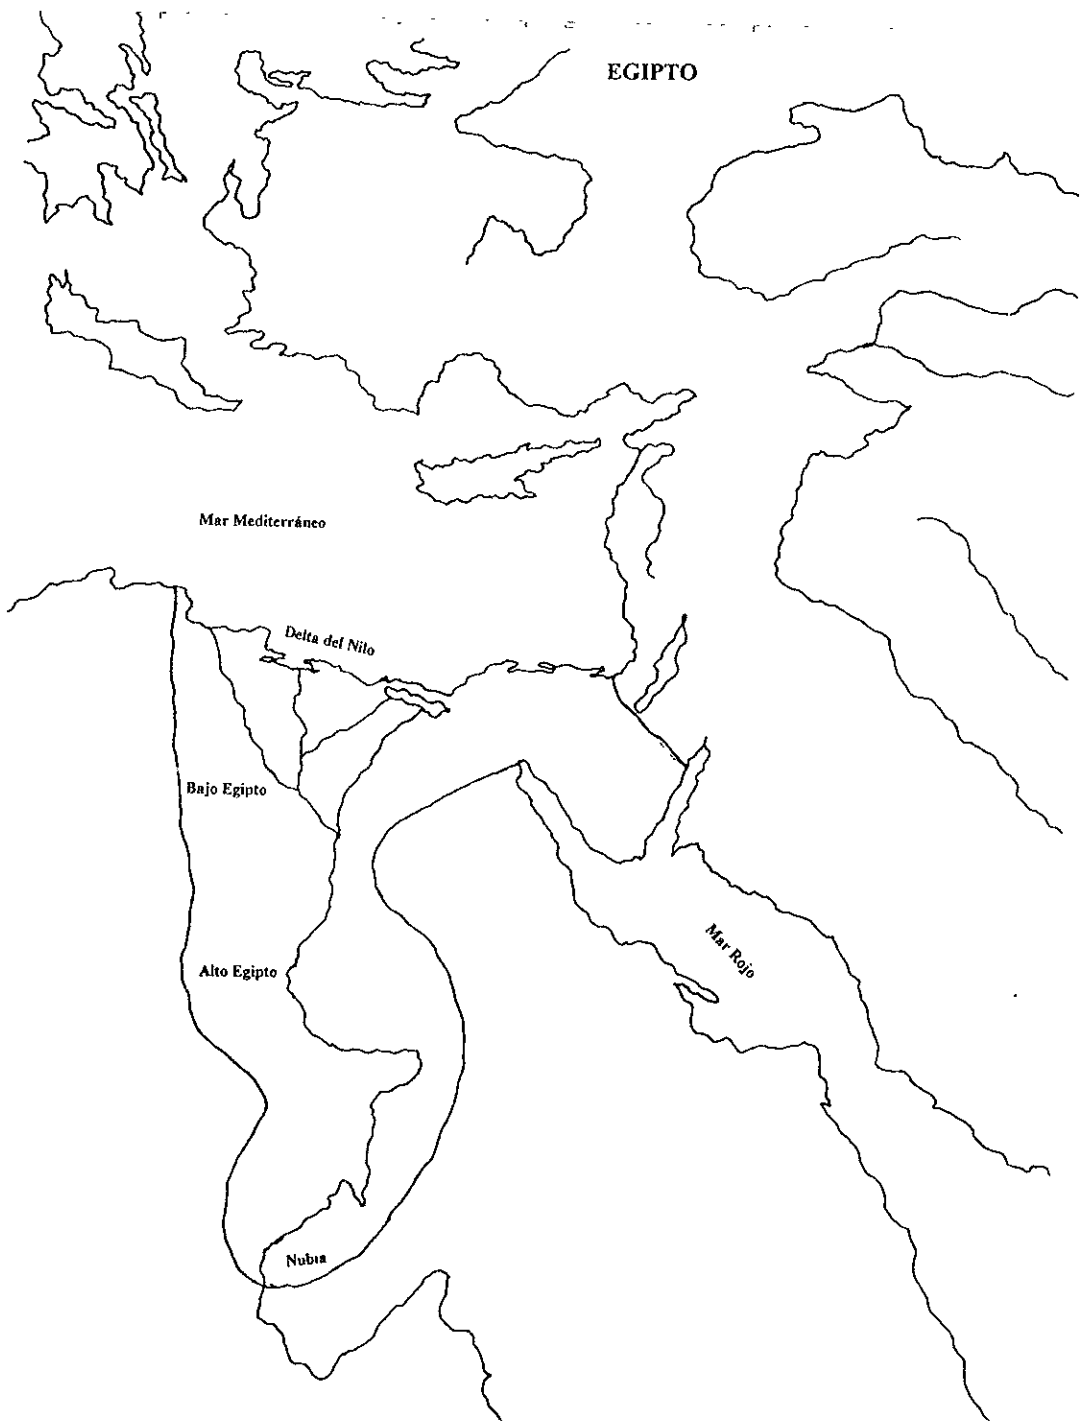 EGIPTO
Mar Mediterráneo
Delta del Nilo
Bajo Egipto
Alto Egipto
Mar Rojo
Nubia